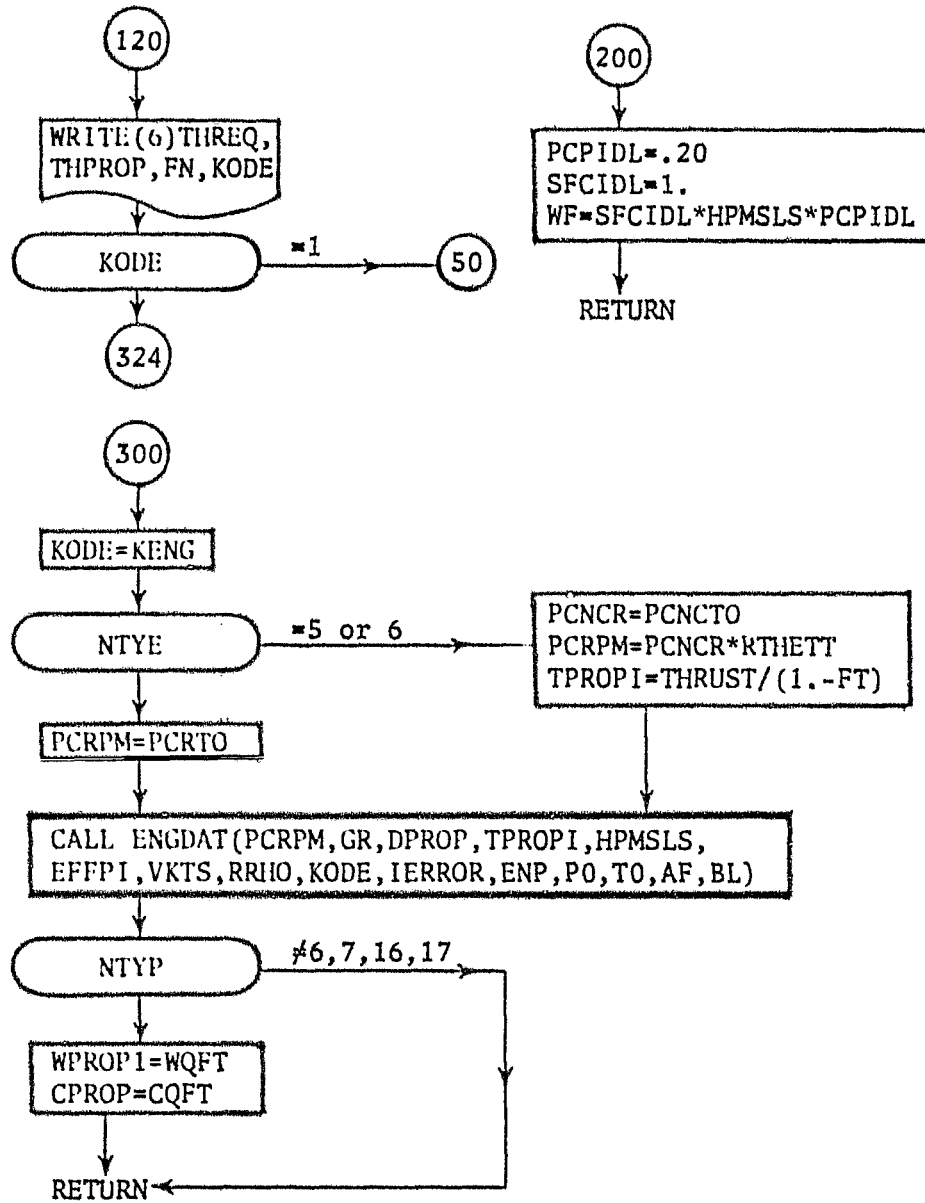 120
WRITE(6)THREQ,
THPROP,FN,KODE
KODE
=1
50
324
200
PCPIDL=.20
SFCIDL=1.
WF=SFCIDL*HPMSLS*PCPIDL
RETURN
300
KODE=KENG
NTYE
=5 or 6
PCNCR=PCNCTO
PCRPM=PCNCR*RTHETT
TPROPI=THRUST/(1.-FT)
PCRPM=PCRTO
CALL ENGDAT(PCRPM,GR,DPROP,TPROPI,HPMSLS,
EFFPI,VKTS,RRHO,KODE,IERROR,ENP,PO,TO,AF,BL)
NTYP
≠6,7,16,17
WPROP1=WQFT
CPROP=CQFT
RETURN